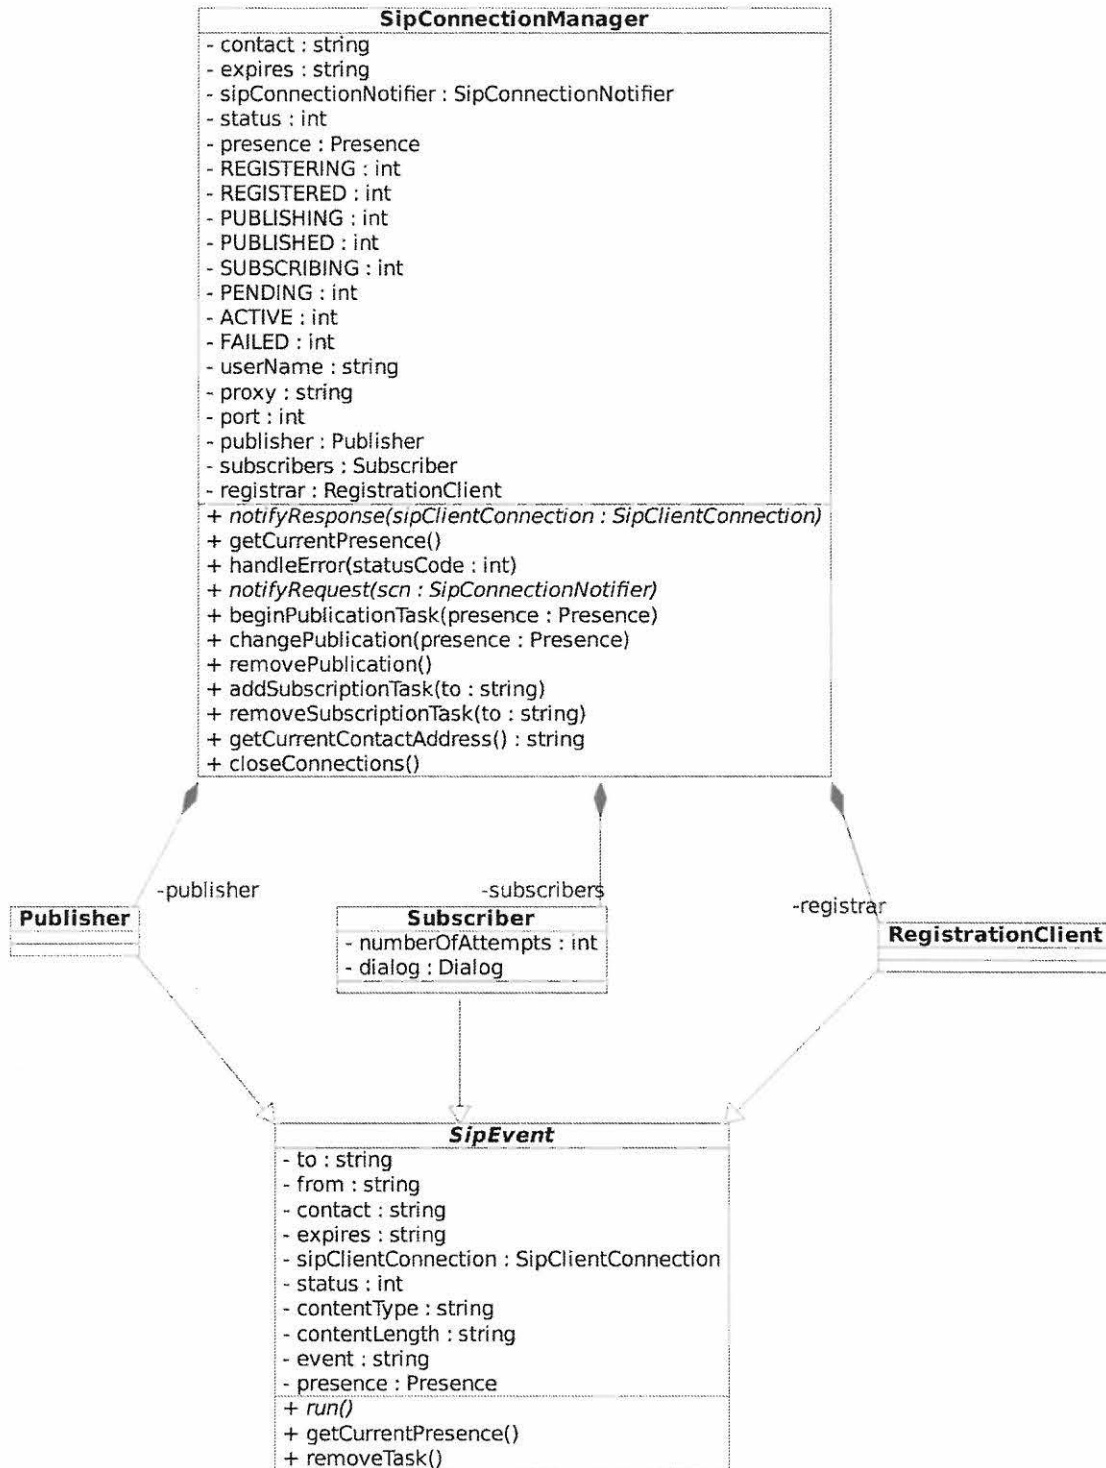 SipConnectionManager
- contact : string
- expires : string
- sipConnectionNotifier : SipConnectionNotifier
- status : int
- presence : Presence
- REGISTERING : int
- REGISTERED : int
- PUBLISHING : int
- PUBLISHED : int
- SUBSCRIBING : int
- PENDING : int
- ACTIVE : int
- FAILED : int
- userName : string
- proxy : string
- port : int
- publisher : Publisher
- subscribers : Subscriber
- registrar : RegistrationClient
+ notifyResponse(sipClientConnection : SipClientConnection)
+ getCurrentPresence()
+ handleError(statusCode : int)
+ notifyRequest(scn : SipConnectionNotifier)
+ beginPublicationTask(presence : Presence)
+ changePublication(presence : Presence)
+ removePublication()
+ addSubscriptionTask(to : string)
+ removeSubscriptionTask(to : string)
+ getCurrentContactAddress() : string
+ closeConnections()
-publisher
-subscribers
-registrar
Publisher
Subscriber
- numberOfAttempts : int
- dialog : Dialog
RegistrationClient
SipEvent
- to : string
- from : string
- contact : string
- expires : string
- sipClientConnection : SipClientConnection
- status : int
- contentType : string
- contentLength : string
- event : string
- presence : Presence
+ run()
+ getCurrentPresence()
+ removeTask()